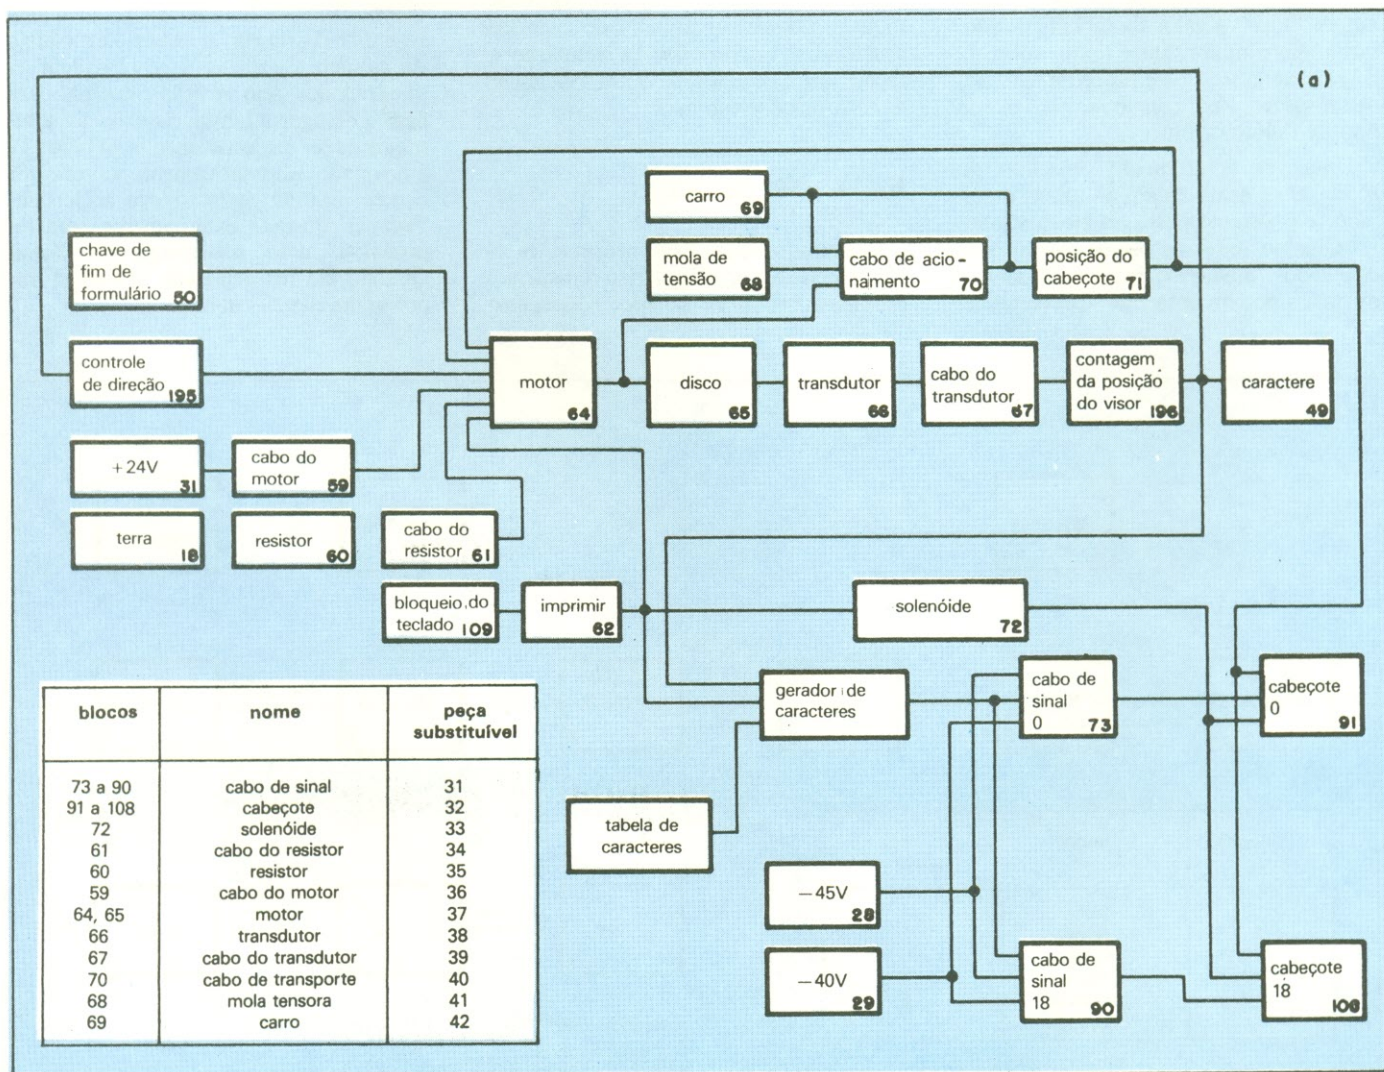 (a)
carro
69
chave de
fim de
formulário
50
mola de
tensão
68
cabo de acio-
namento
70
posição do
cabeçote
71
controle
de direção
195
motor
64
disco
65
transdutor
66
cabo do
transdutor
67
contagem
da posição
do visor
196
caractere
49
+24V
31
cabo do
motor
59
terra
18
resistor
60
cabo do
resistor
61
bloqueio do
teclado
109
imprimir
62
solenóide
72
gerador de
caracteres
cabo de
sinal
0
73
cabeçote
0
91
tabela de
caracteres
−45V
28
−40V
29
cabo de
sinal
18
90
cabeçote
18
108
blocos nome peça substituível
73 a 90 cabo de sinal 31
91 a 108 cabeçote 32
72 solenóide 33
61 cabo do resistor 34
60 resistor 35
59 cabo do motor 36
64, 65 motor 37
66 transdutor 38
67 cabo do transdutor 39
70 cabo de transporte 40
68 mola tensora 41
69 carro 42